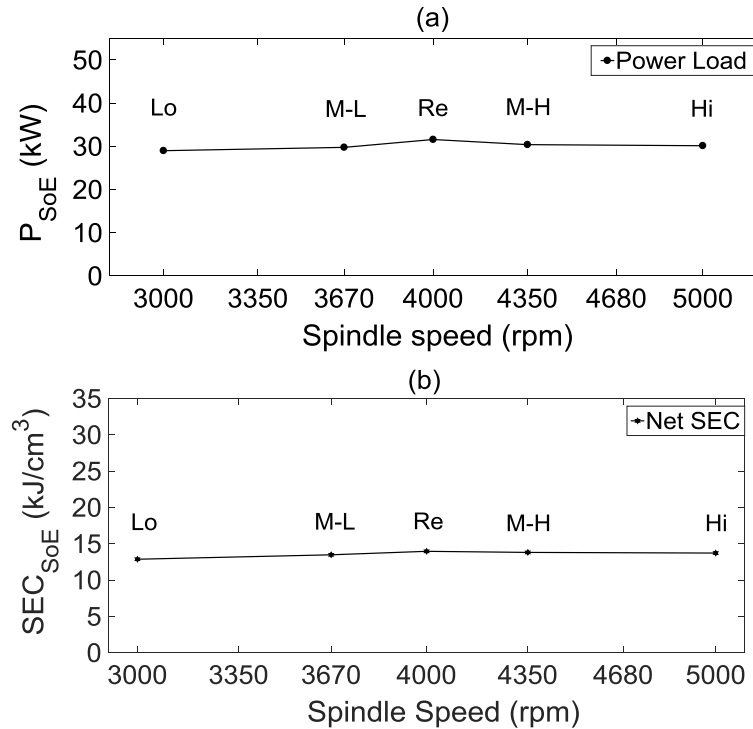 (a)
Power Load
50
40
30
20
10
0
P_SoE (kW)
Lo M-L Re M-H Hi
3000 3350 3670 4000 4350 4680 5000
Spindle speed (rpm)
(b)
Net SEC
35
30
25
20
15
10
5
0
SEC_SoE (kJ/cm³)
Lo M-L Re M-H Hi
3000 3350 3670 4000 4350 4680 5000
Spindle Speed (rpm)